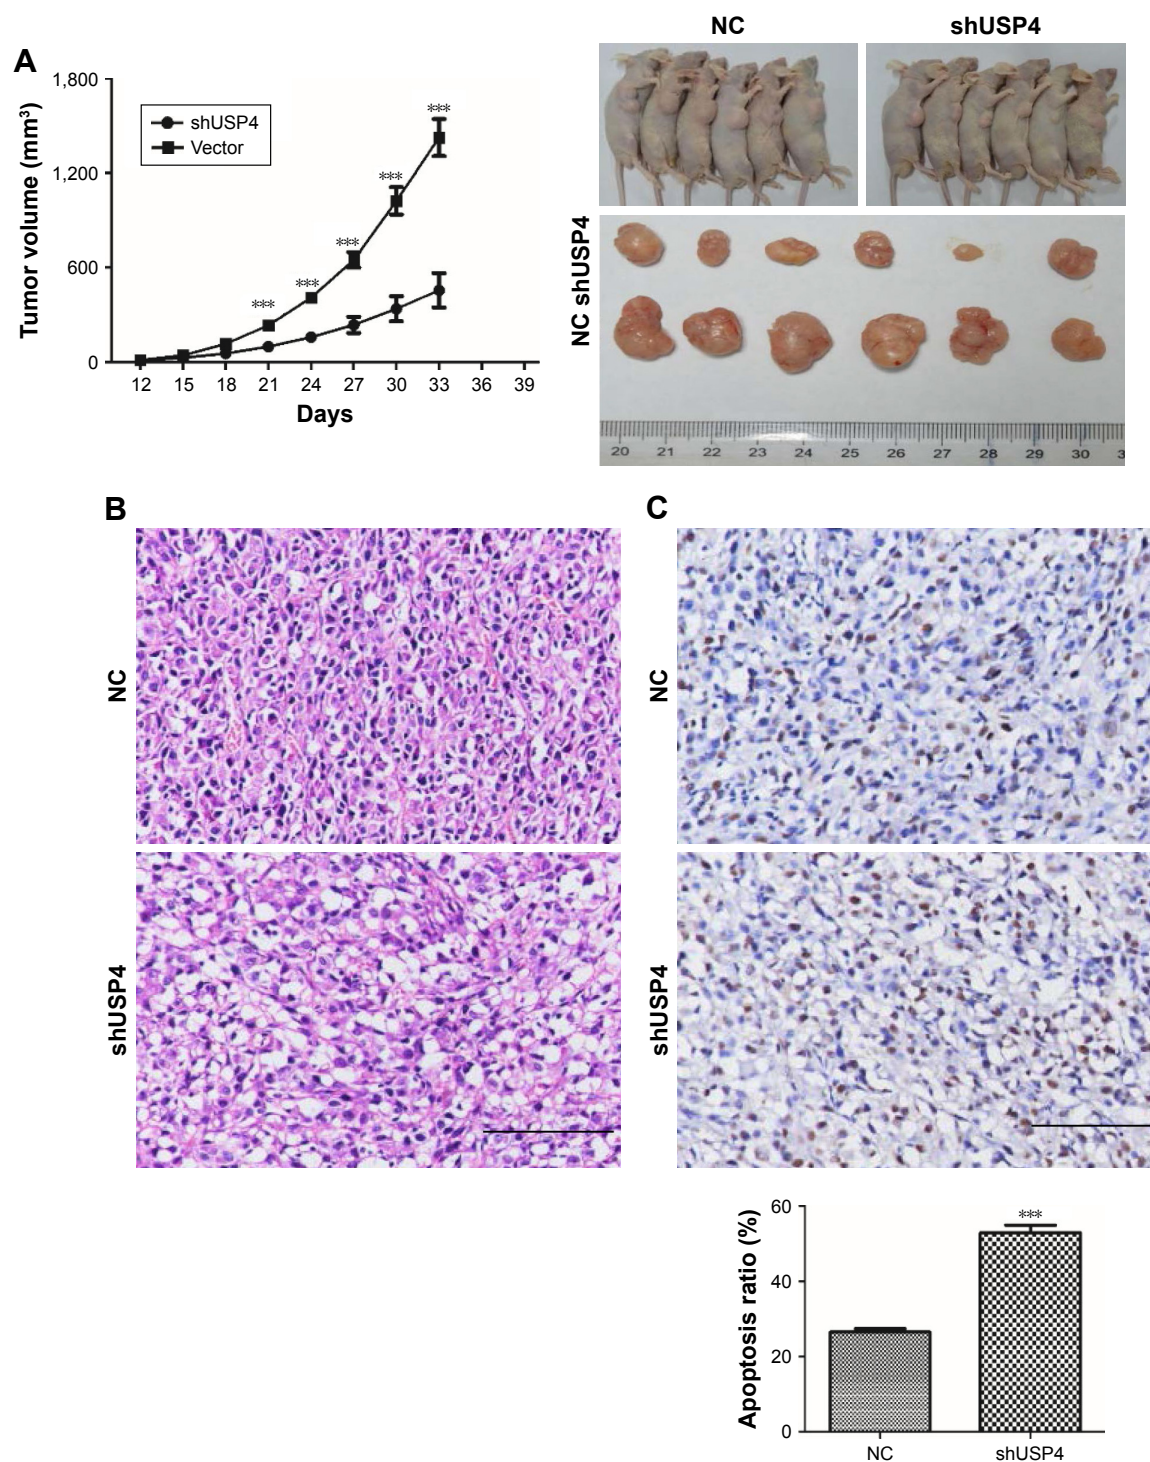 A
Tumor volume (mm³)
1,800
1,200
600
0
shUSP4
Vector
***
***
***
***
***
12 15 18 21 24 27 30 33 36 39
Days
NC shUSP4
NC shUSP4
20 21 22 23 24 25 26 27 28 29 30 3
B
NC
shUSP4
C
NC
shUSP4
Apoptosis ratio (%)
60
40
20
0
***
NC shUSP4